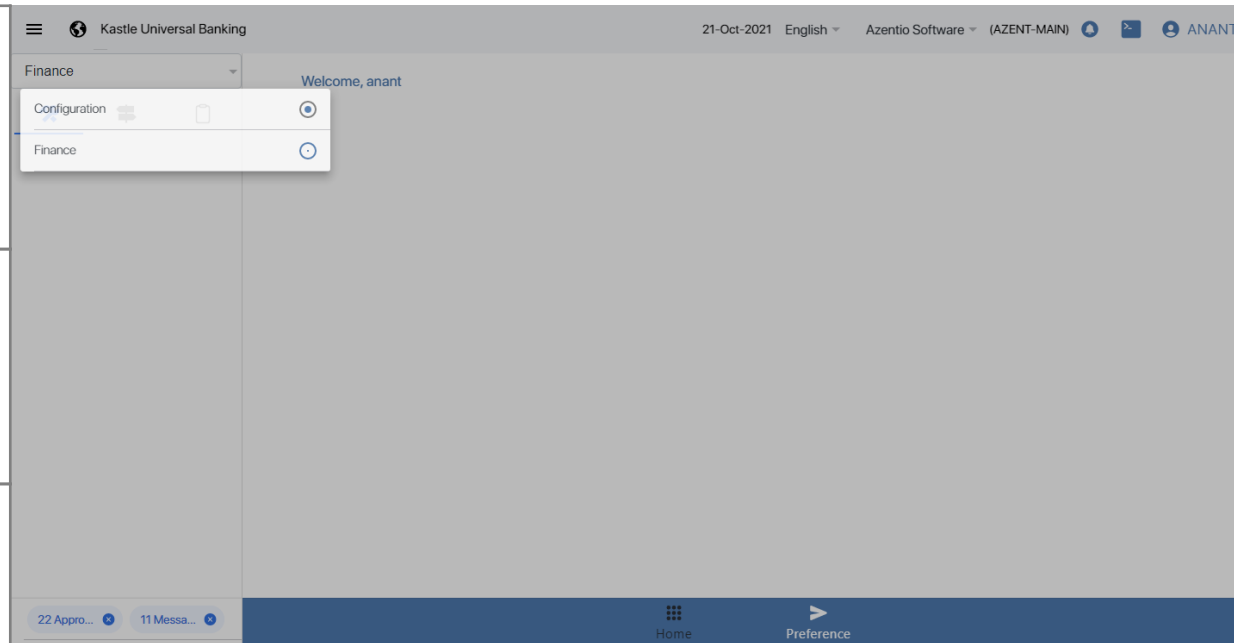 Kastle Universal Banking 21-Oct-2021 English Azentio Software (AZENT-MAIN) ANANT
Finance
Welcome, anant
Configuration
Finance
22 Appro... 11 Messa...
Home Preference